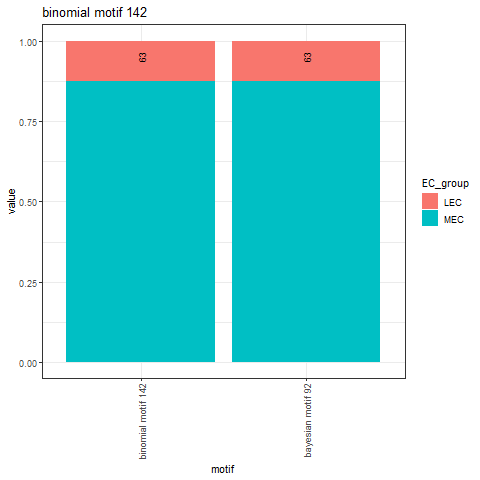 binomial motif 142
1.00
0.75
0.50
0.25
0.00
value
63
63
binomial motif 142
bayesian motif 92
motif
EC_group
LEC
MEC